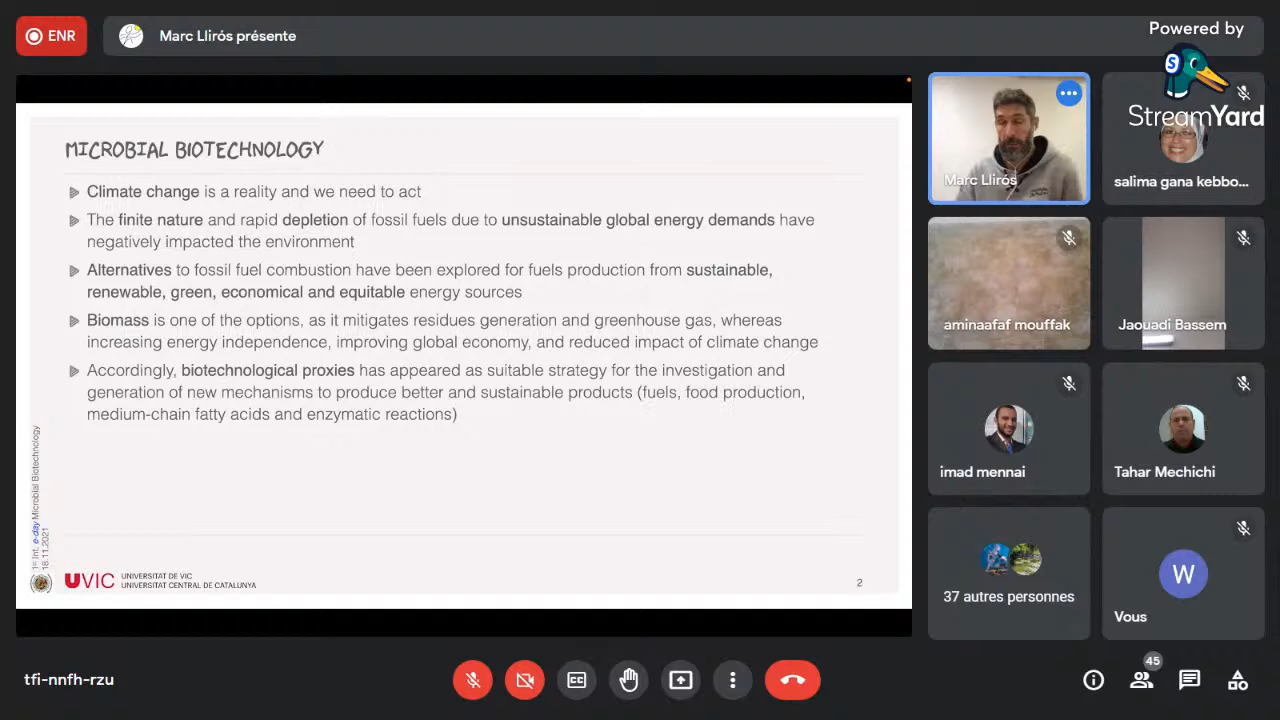 ENR
Marc Llirós présente
Powered by
StreamYard
MICROBIAL BIOTECHNOLOGY
Climate change is a reality and we need to act
The finite nature and rapid depletion of fossil fuels due to unsustainable global energy demands have
negatively impacted the environment
Alternatives to fossil fuel combustion have been explored for fuels production from sustainable,
renewable, green, economical and equitable energy sources
Biomass is one of the options, as it mitigates residues generation and greenhouse gas, whereas
increasing energy independence, improving global economy, and reduced impact of climate change
Accordingly, biotechnological proxies has appeared as suitable strategy for the investigation and
generation of new mechanisms to produce better and sustainable products (fuels, food production,
medium-chain fatty acids and enzymatic reactions)
1st Int. e-day Microbial Biotechnology
18.11.2021
UVIC
UNIVERSITAT DE VIC
UNIVERSITAT CENTRAL DE CATALUNYA
2
Marc Llirós
salima gana kebbo...
aminaafaf mouffak
Jaouadi Bassem
imad mennai
Tahar Mechichi
37 autres personnes
W
Vous
tfi-nnfh-rzu
CC
45